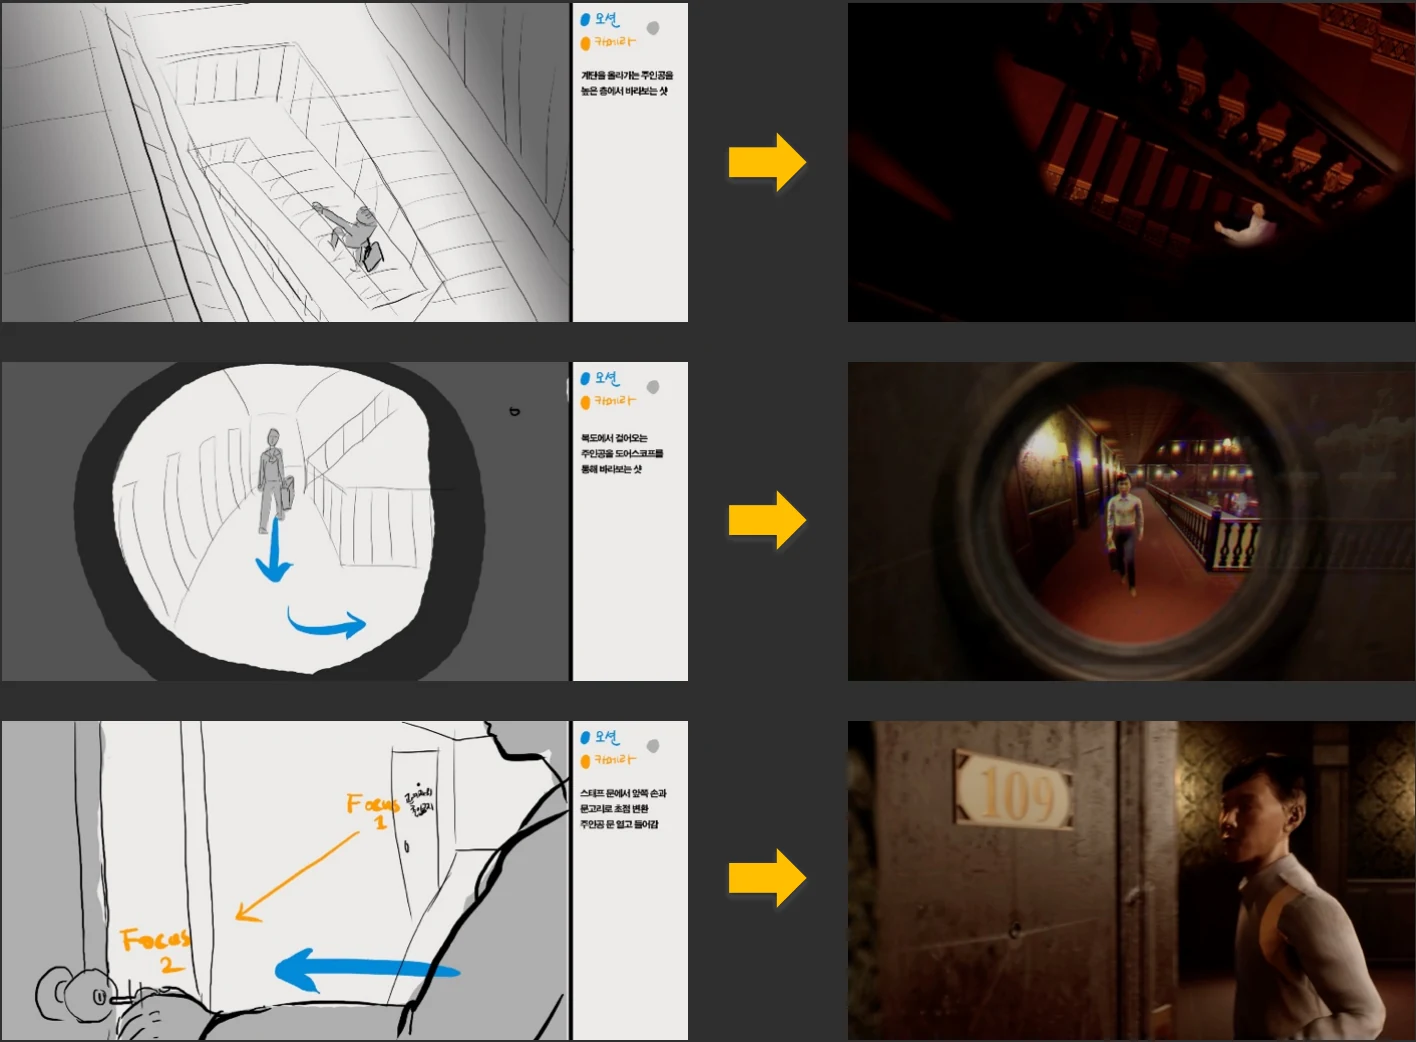 모션
카메라
계단을 올라가는 주인공을
높은 층에서 바라보는 샷
모션
카메라
복도에서 걸어오는
주인공을 도어스코프를
통해 바라보는 샷
모션
카메라
스태프 문에서 앞쪽 손과
문고리로 초점 변환
주인공 문 열고 들어감
Focus
1
Focus
2
109